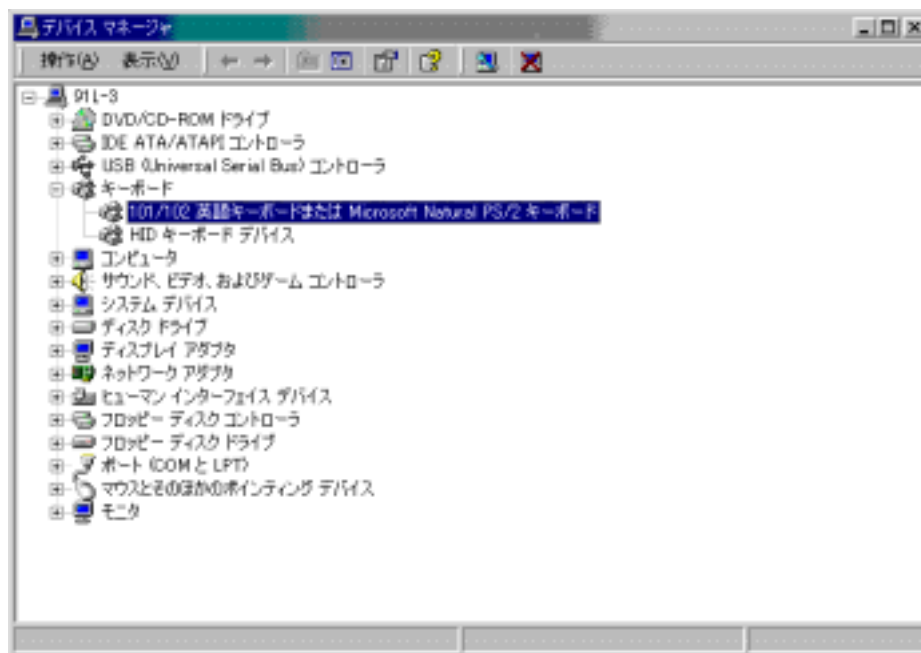 デバイス マネージャ
操作(A) 表示(V)
911-3
DVD/CD-ROM ドライブ
IDE ATA/ATAPI コントローラ
USB (Universal Serial Bus) コントローラ
キーボード
101/102 英語キーボードまたは Microsoft Natural PS/2 キーボード
HID キーボード デバイス
コンピュータ
サウンド、ビデオ、およびゲーム コントローラ
システム デバイス
ディスク ドライブ
ディスプレイ アダプタ
ネットワーク アダプタ
ヒューマン インターフェイス デバイス
フロッピー ディスク コントローラ
フロッピー ディスク ドライブ
ポート (COM と LPT)
マウスとそのほかのポインティング デバイス
モニタ